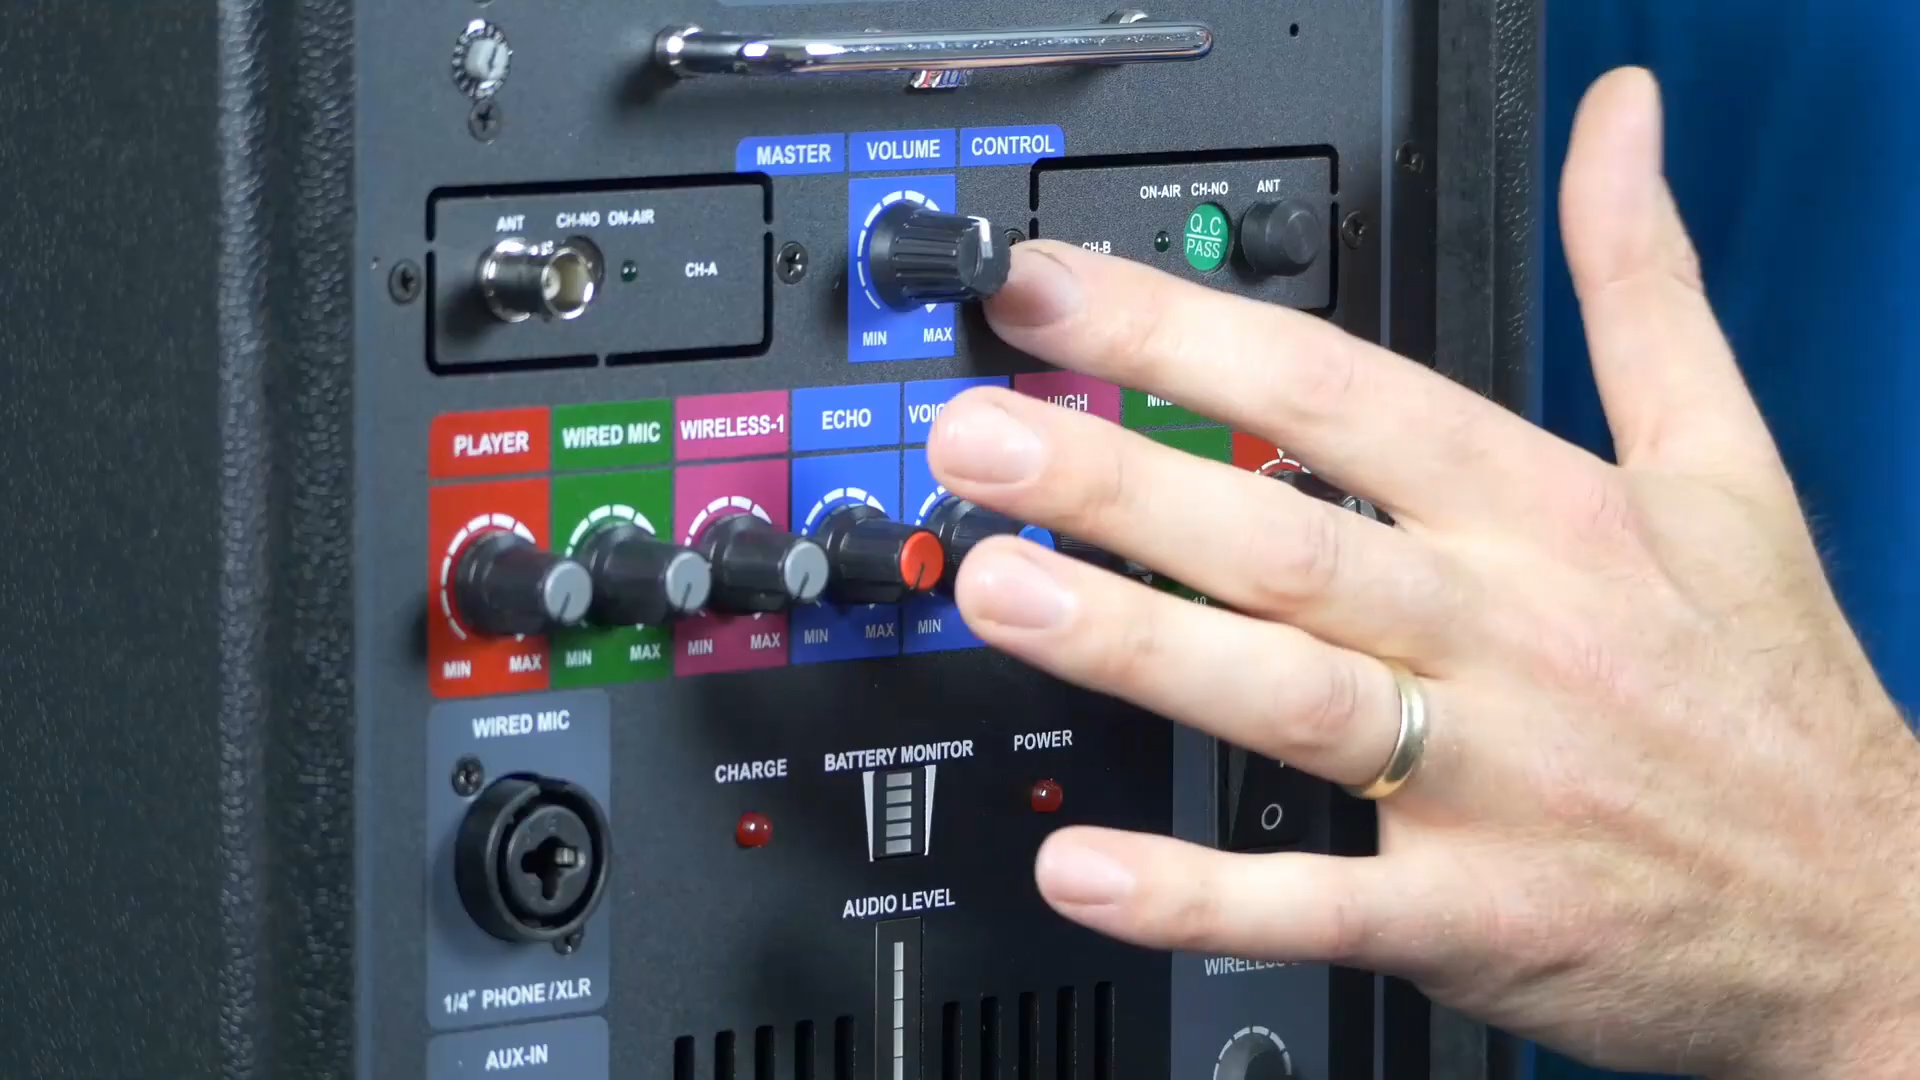 MASTER VOLUME CONTROL
ANT CH-NO ON-AIR
CH-A
MIN MAX
ON-AIR CH-NO ANT
CH-B
Q.C
PASS
PLAYER WIRED MIC WIRELESS-1 ECHO HIGH
MIN MAX MIN MAX MIN MAX MIN MAX MIN
WIRED MIC
1/4" PHONE/XLR
AUX-IN
CHARGE
BATTERY MONITOR
POWER
AUDIO LEVEL